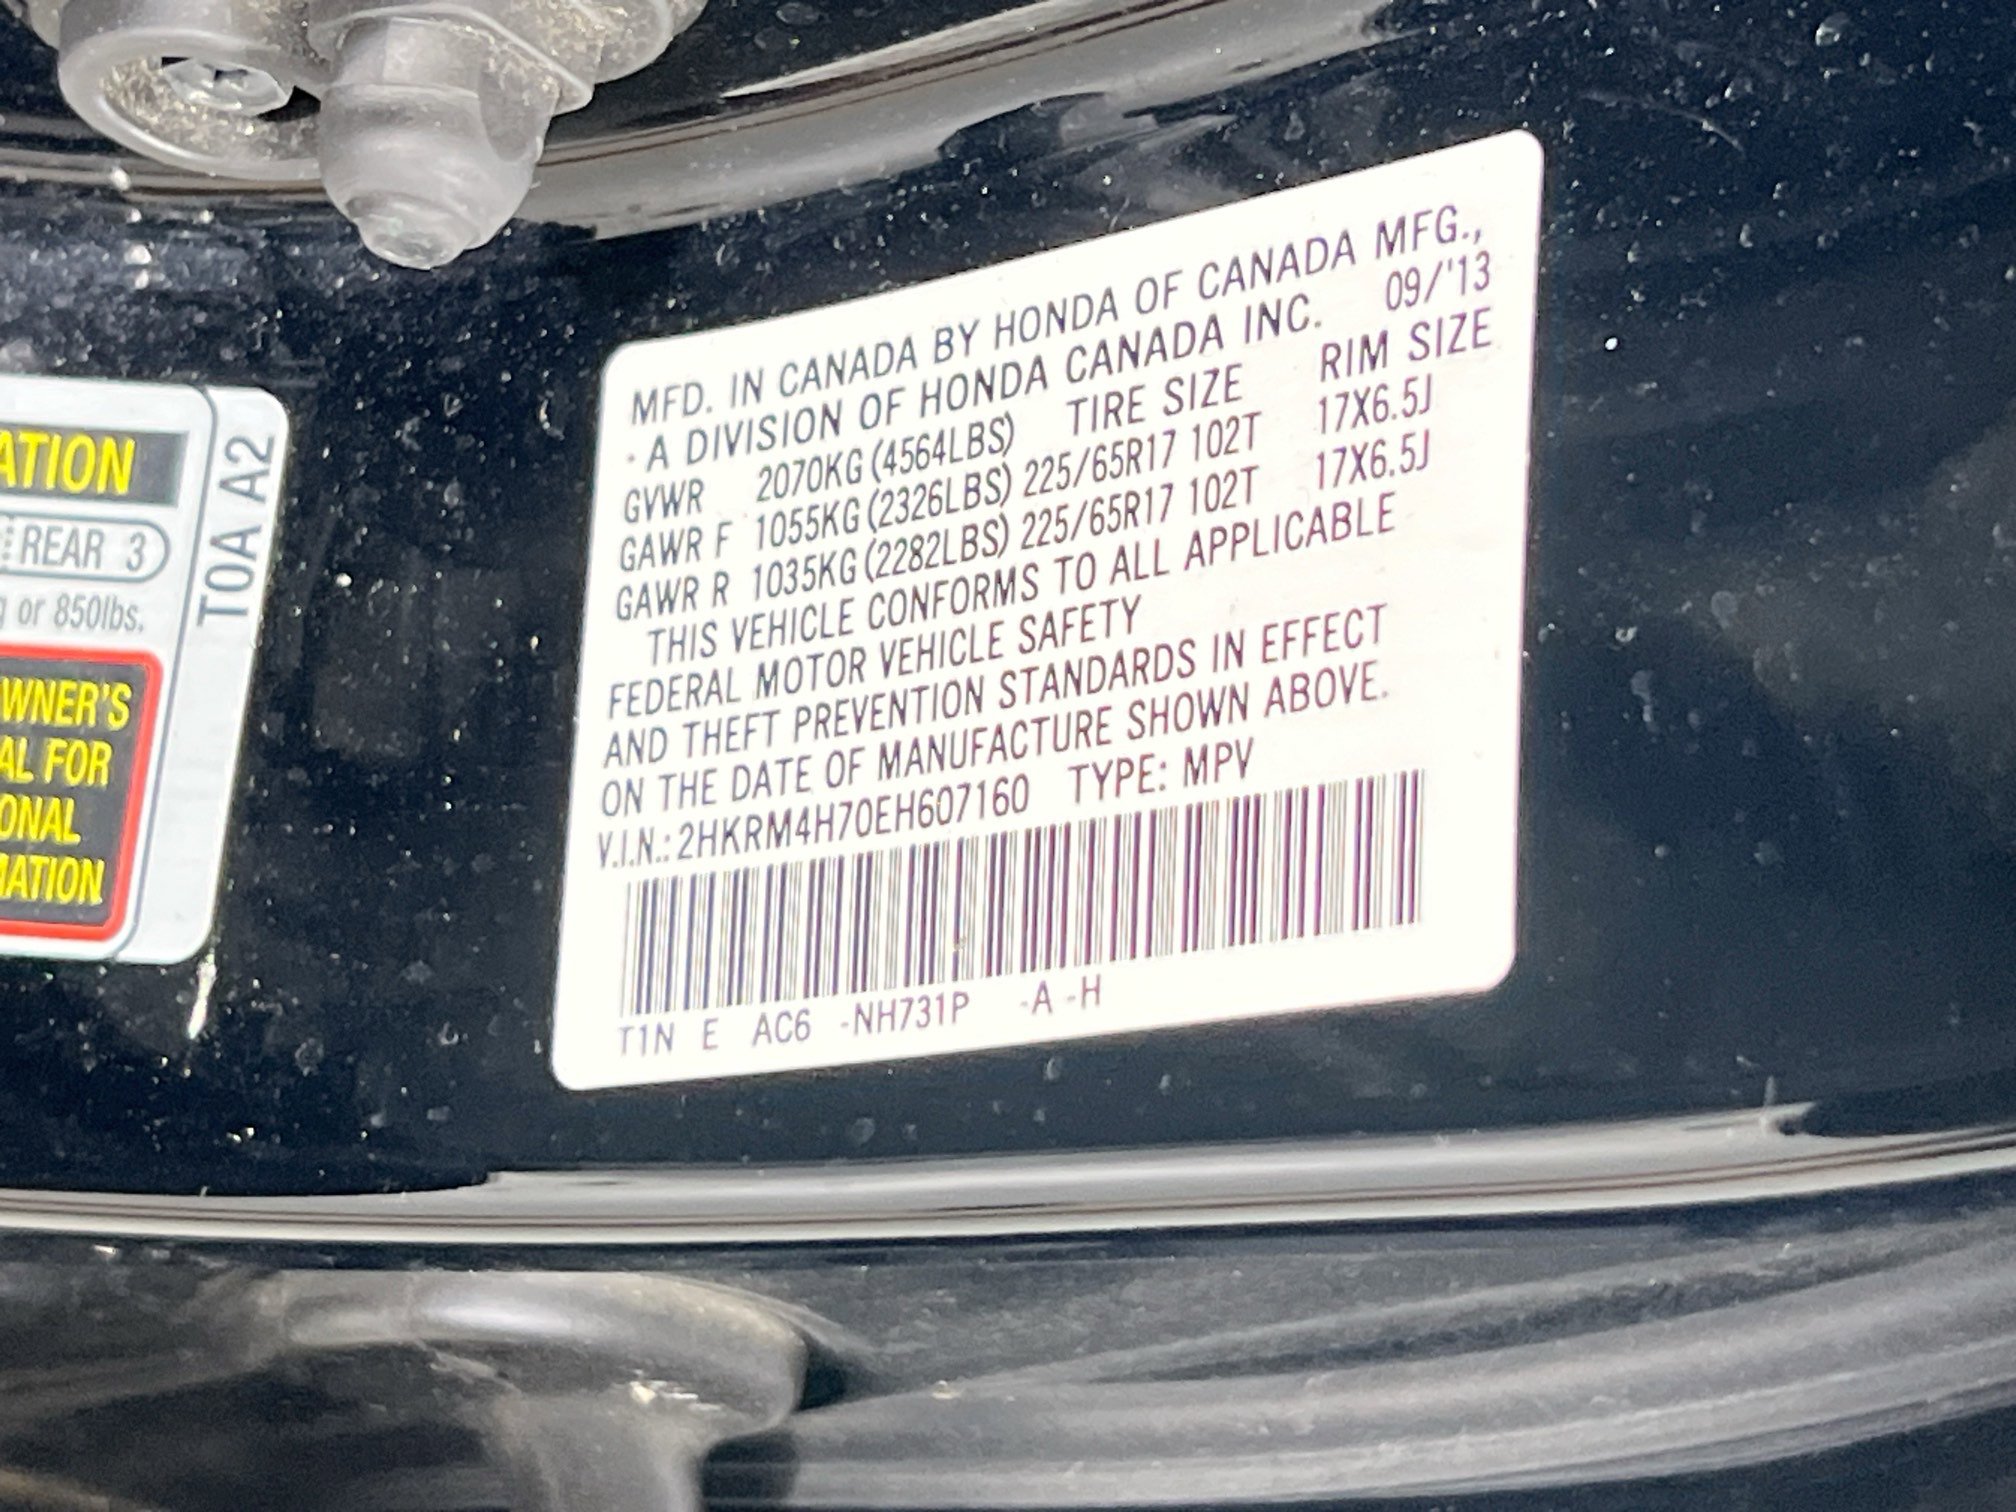 MFD. IN CANADA BY HONDA OF CANADA MFG.,
· A DIVISION OF HONDA CANADA INC. 09/'13
GVWR 2070KG (4564LBS) TIRE SIZE RIM SIZE
GAWR F 1055KG (2326LBS) 225/65R17 102T 17X6.5J
GAWR R 1035KG (2282LBS) 225/65R17 102T 17X6.5J
THIS VEHICLE CONFORMS TO ALL APPLICABLE
FEDERAL MOTOR VEHICLE SAFETY
AND THEFT PREVENTION STANDARDS IN EFFECT
ON THE DATE OF MANUFACTURE SHOWN ABOVE.
V.I.N.: 2HKRM4H70EH607160 TYPE: MPV
T1N E AC6 -NH731P -A -H
ATION
REAR 3
g or 850lbs.
WNER'S
AL FOR
ONAL
MATION
T0A A2